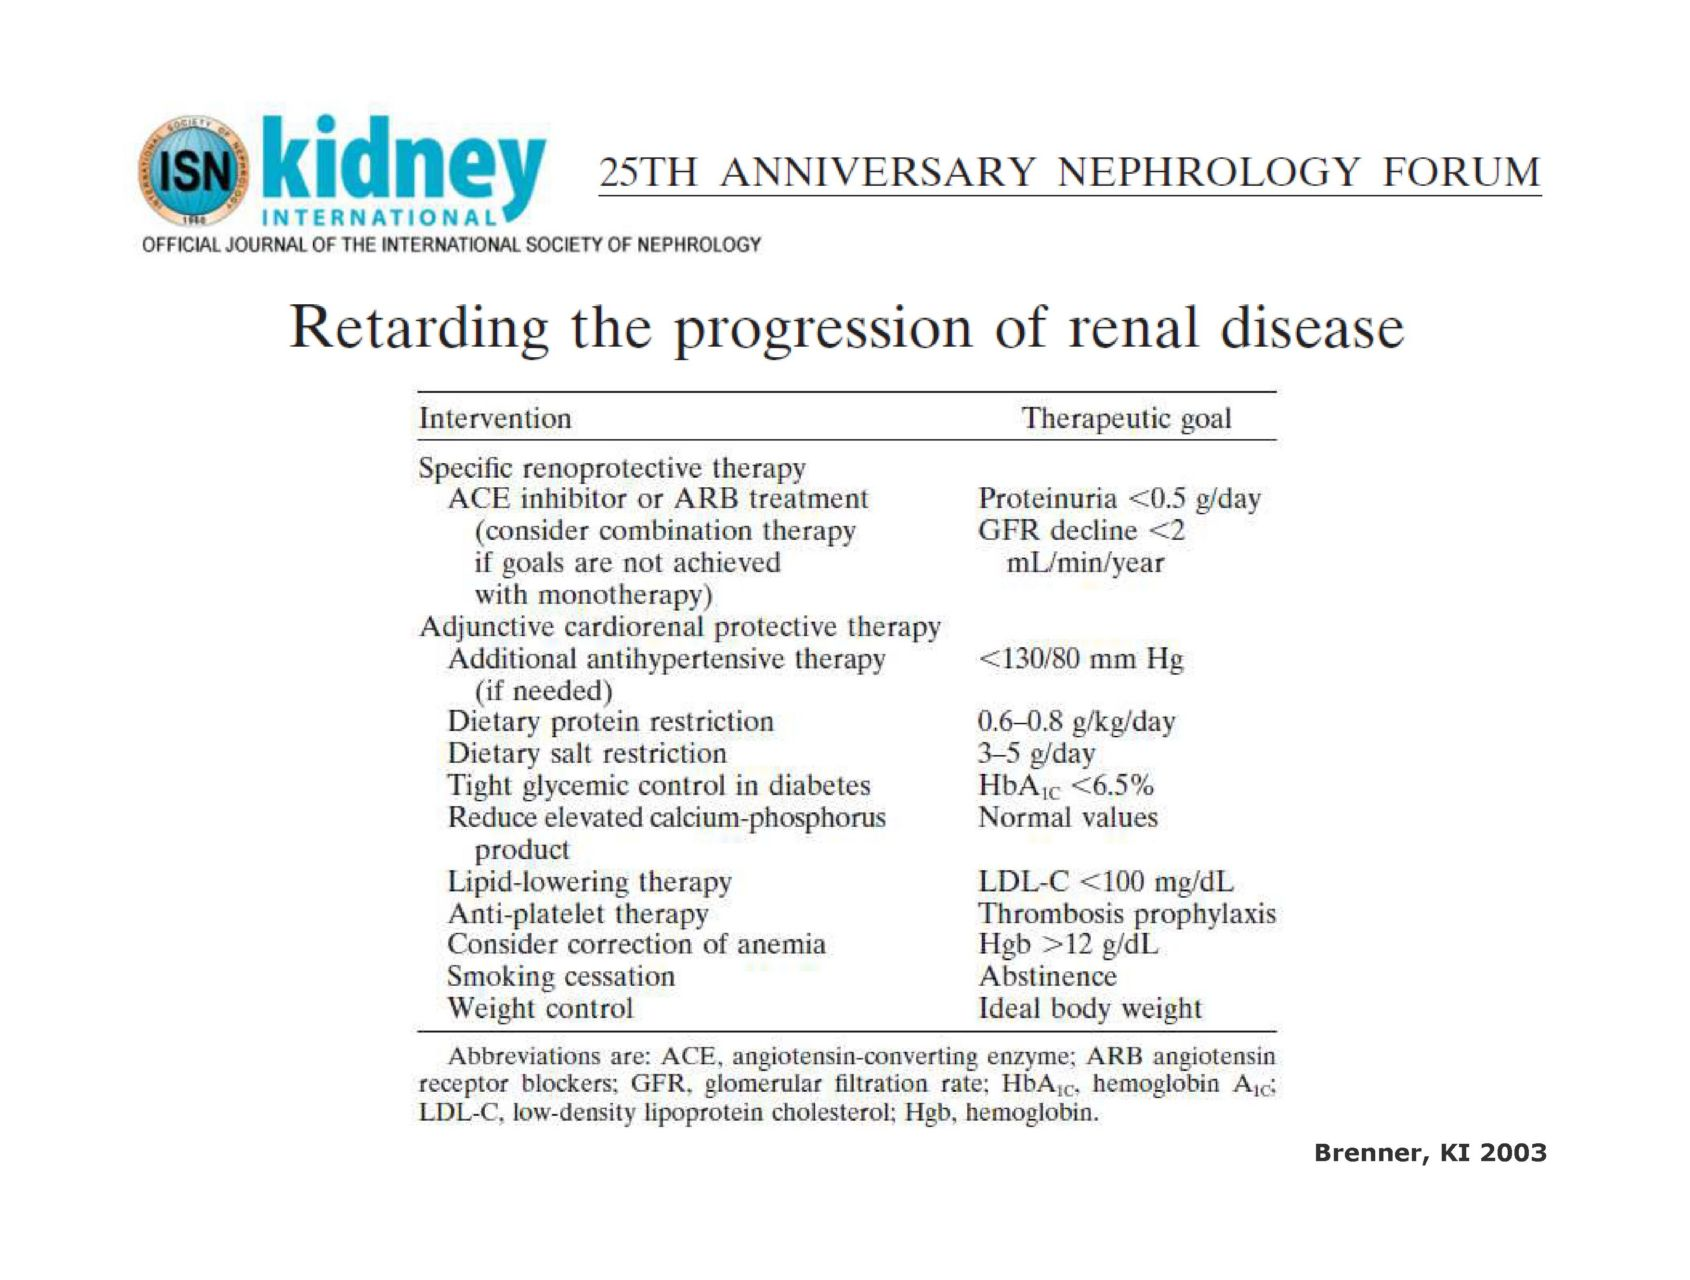 INTERNATIONAL SOCIETY OF NEPHROLOGY
ISN
1960
kidney
INTERNATIONAL
OFFICIAL JOURNAL OF THE INTERNATIONAL SOCIETY OF NEPHROLOGY
25TH ANNIVERSARY NEPHROLOGY FORUM
Retarding the progression of renal disease
Intervention Therapeutic goal
Specific renoprotective therapy
ACE inhibitor or ARB treatment Proteinuria <0.5 g/day
(consider combination therapy GFR decline <2
if goals are not achieved mL/min/year
with monotherapy)
Adjunctive cardiorenal protective therapy
Additional antihypertensive therapy <130/80 mm Hg
(if needed)
Dietary protein restriction 0.6–0.8 g/kg/day
Dietary salt restriction 3–5 g/day
Tight glycemic control in diabetes HbA1C <6.5%
Reduce elevated calcium-phosphorus Normal values
product
Lipid-lowering therapy LDL-C <100 mg/dL
Anti-platelet therapy Thrombosis prophylaxis
Consider correction of anemia Hgb >12 g/dL
Smoking cessation Abstinence
Weight control Ideal body weight
Abbreviations are: ACE, angiotensin-converting enzyme; ARB angiotensin
receptor blockers; GFR, glomerular filtration rate; HbA1C, hemoglobin A1C;
LDL-C, low-density lipoprotein cholesterol; Hgb, hemoglobin.
Brenner, KI 2003